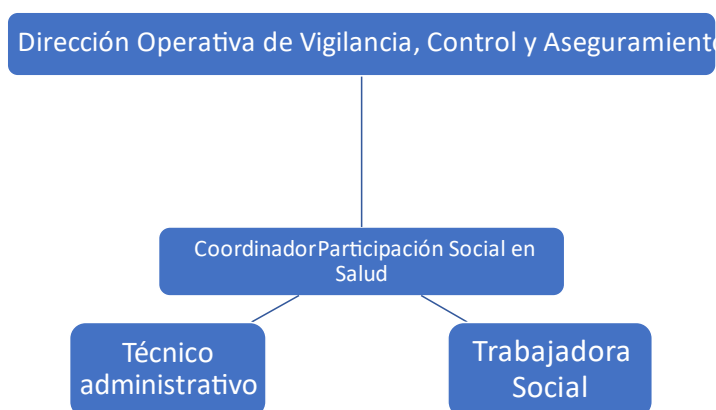 Dirección Operativa de Vigilancia, Control y Aseguramiento
CoordinadorParticipación Social en
Salud
Técnico
administrativo
Trabajadora
Social